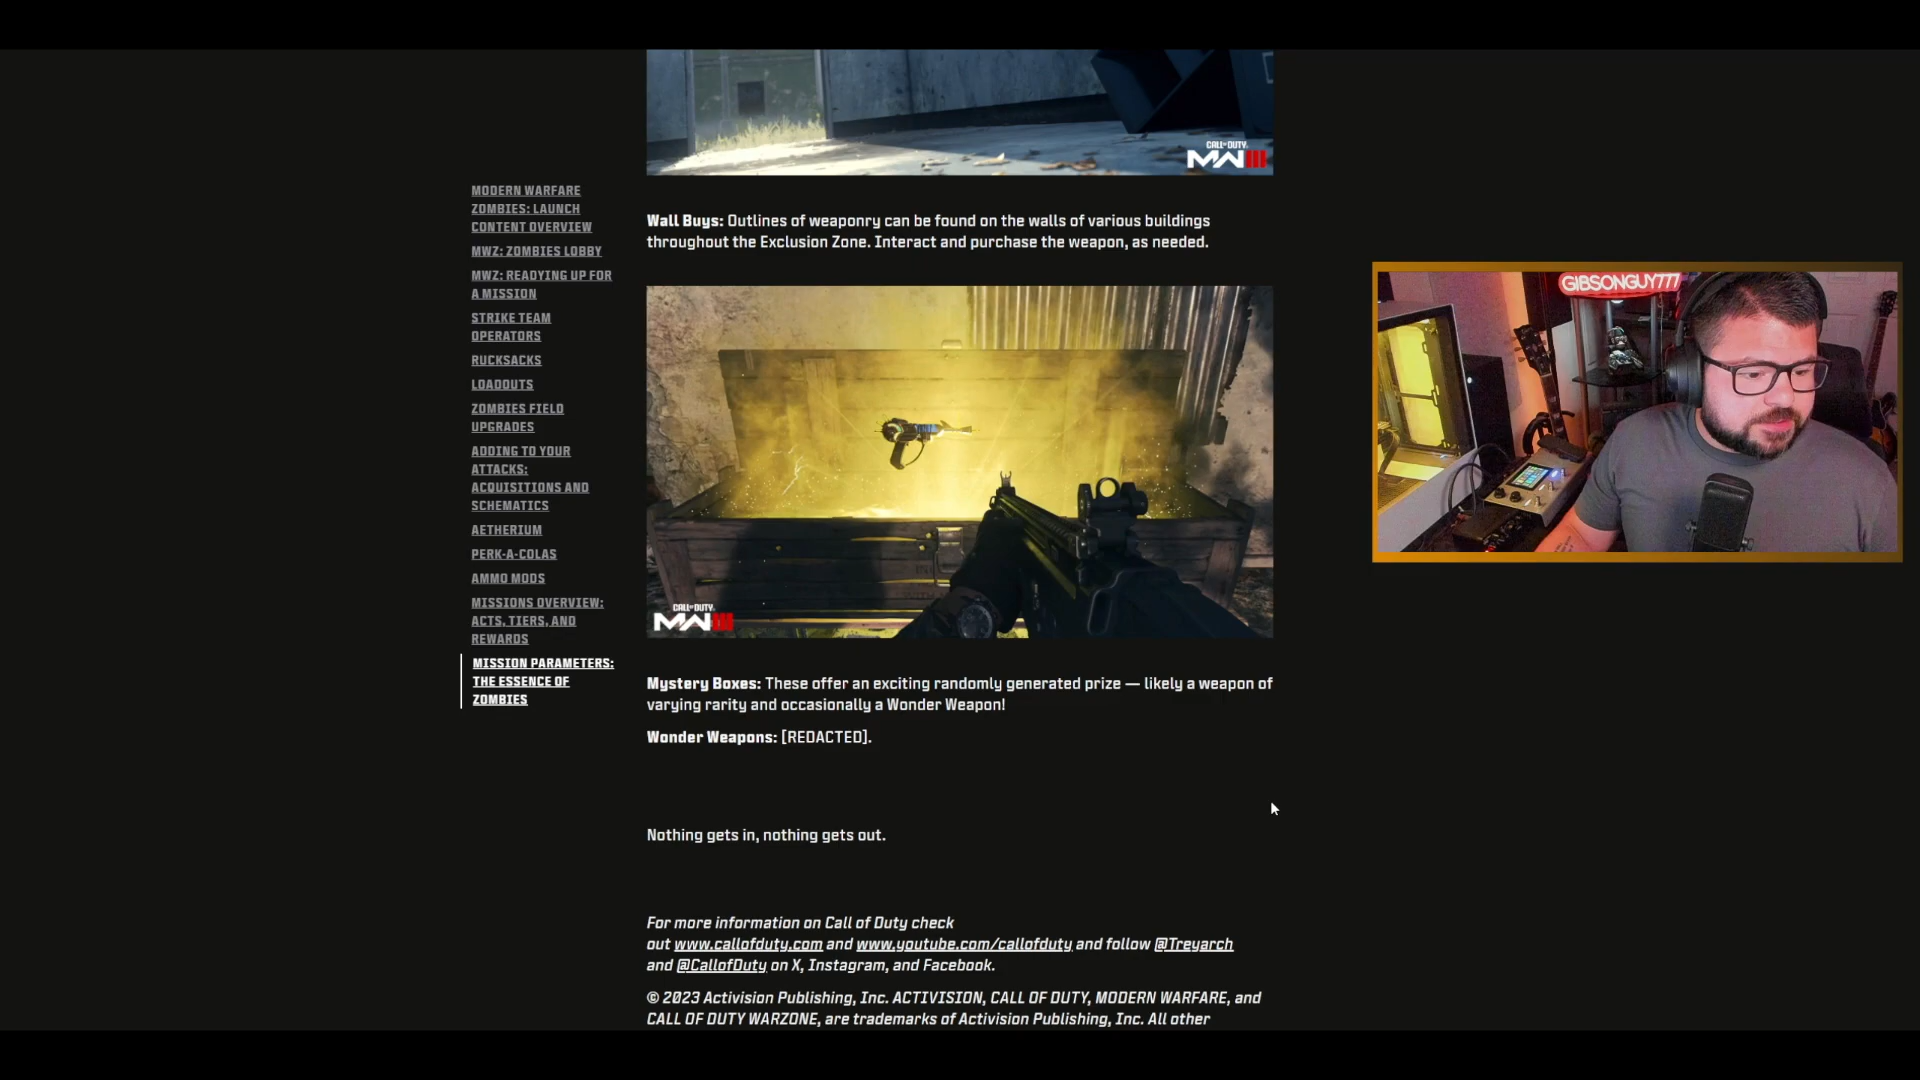 CALL OF DUTY
MW III
MODERN WARFARE
ZOMBIES: LAUNCH
CONTENT OVERVIEW
MWZ: ZOMBIES LOBBY
MWZ: READYING UP FOR
A MISSION
STRIKE TEAM
OPERATORS
RUCKSACKS
LOADOUTS
ZOMBIES FIELD
UPGRADES
ADDING TO YOUR
ATTACKS:
ACQUISITIONS AND
SCHEMATICS
AETHERIUM
PERK-A-COLAS
AMMO MODS
MISSIONS OVERVIEW:
ACTS, TIERS, AND
REWARDS
MISSION PARAMETERS:
THE ESSENCE OF
ZOMBIES
Wall Buys: Outlines of weaponry can be found on the walls of various buildings
throughout the Exclusion Zone. Interact and purchase the weapon, as needed.
CALL OF DUTY
MW III
Mystery Boxes: These offer an exciting randomly generated prize — likely a weapon of
varying rarity and occasionally a Wonder Weapon!
Wonder Weapons: [REDACTED].
Nothing gets in, nothing gets out.
For more information on Call of Duty check
out www.callofduty.com and www.youtube.com/callofduty and follow @Treyarch
and @CallofDuty on X, Instagram, and Facebook.
© 2023 Activision Publishing, Inc. ACTIVISION, CALL OF DUTY, MODERN WARFARE, and
CALL OF DUTY WARZONE, are trademarks of Activision Publishing, Inc. All other
GIBSONGUY777